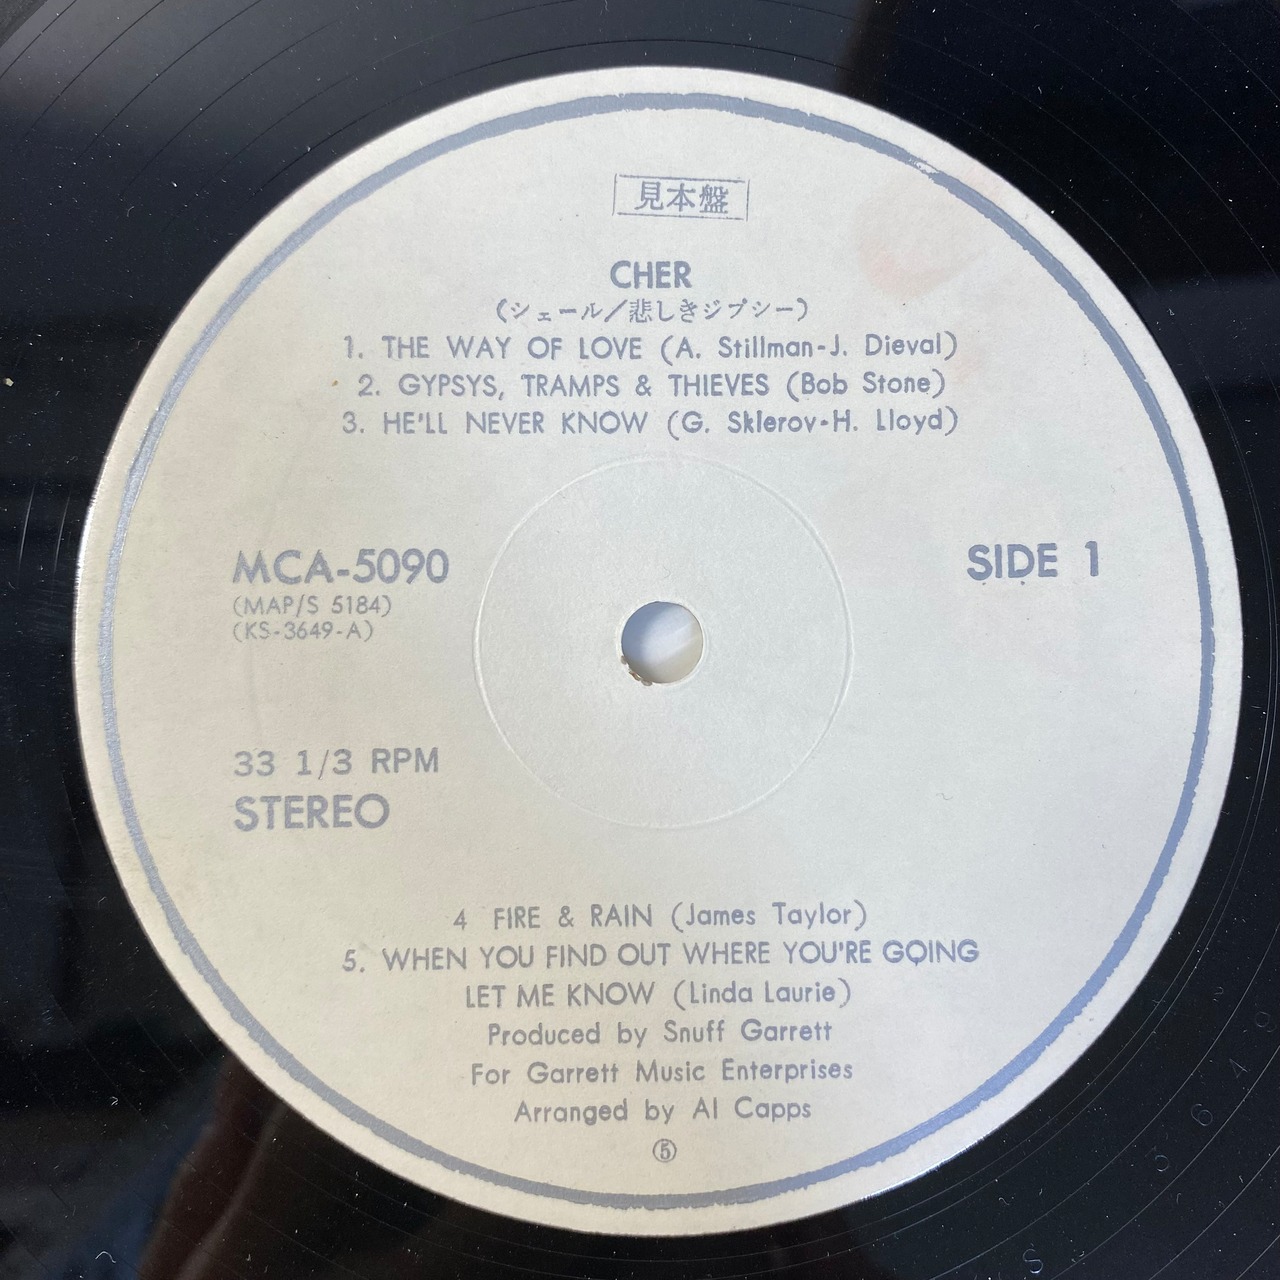 見本盤
CHER
(シェール/悲しきジプシー)
1. THE WAY OF LOVE (A. Stillman-J. Dieval)
2. GYPSYS, TRAMPS & THIEVES (Bob Stone)
3. HE'LL NEVER KNOW (G. Sklerov-H. Lloyd)
MCA-5090
SIDE 1
(MAP/S 5184)
(KS-3649-A)
33 1/3 RPM
STEREO
4 FIRE & RAIN (James Taylor)
5. WHEN YOU FIND OUT WHERE YOU'RE GOING
LET ME KNOW (Linda Laurie)
Produced by Snuff Garrett
For Garrett Music Enterprises
Arranged by Al Capps
⑤